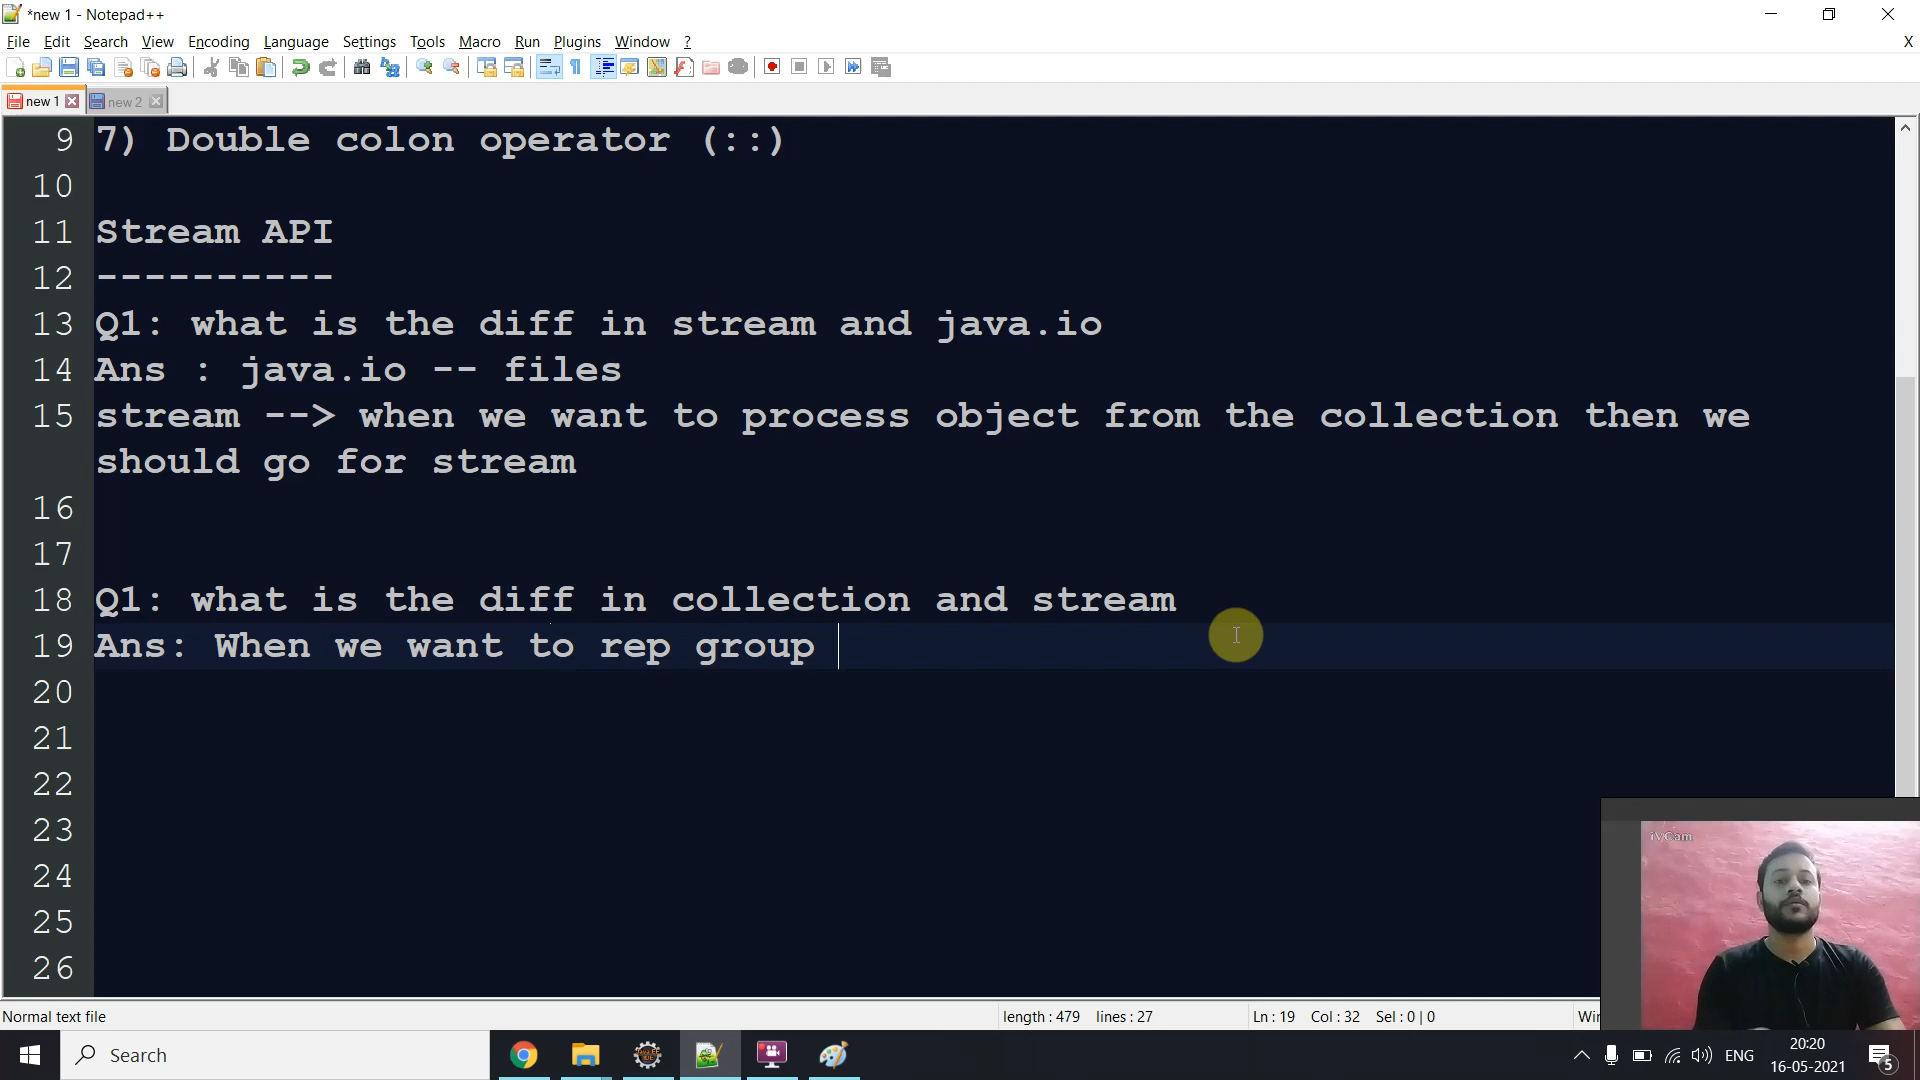 *new 1 - Notepad++
File Edit Search View Encoding Language Settings Tools Macro Run Plugins Window ?
X
new 1
new 2
9 7) Double colon operator (::)
10
11 Stream API
12 ----------
13 Q1: what is the diff in stream and java.io
14 Ans : java.io -- files
15 stream --> when we want to process object from the collection then we
should go for stream
16
17
18 Q1: what is the diff in collection and stream
19 Ans: When we want to rep group
20
21
22
23
24
25
26
iVCam
Normal text file length : 479 lines : 27 Ln : 19 Col : 32 Sel : 0 | 0
Search
ENG
20:20
16-05-2021
5